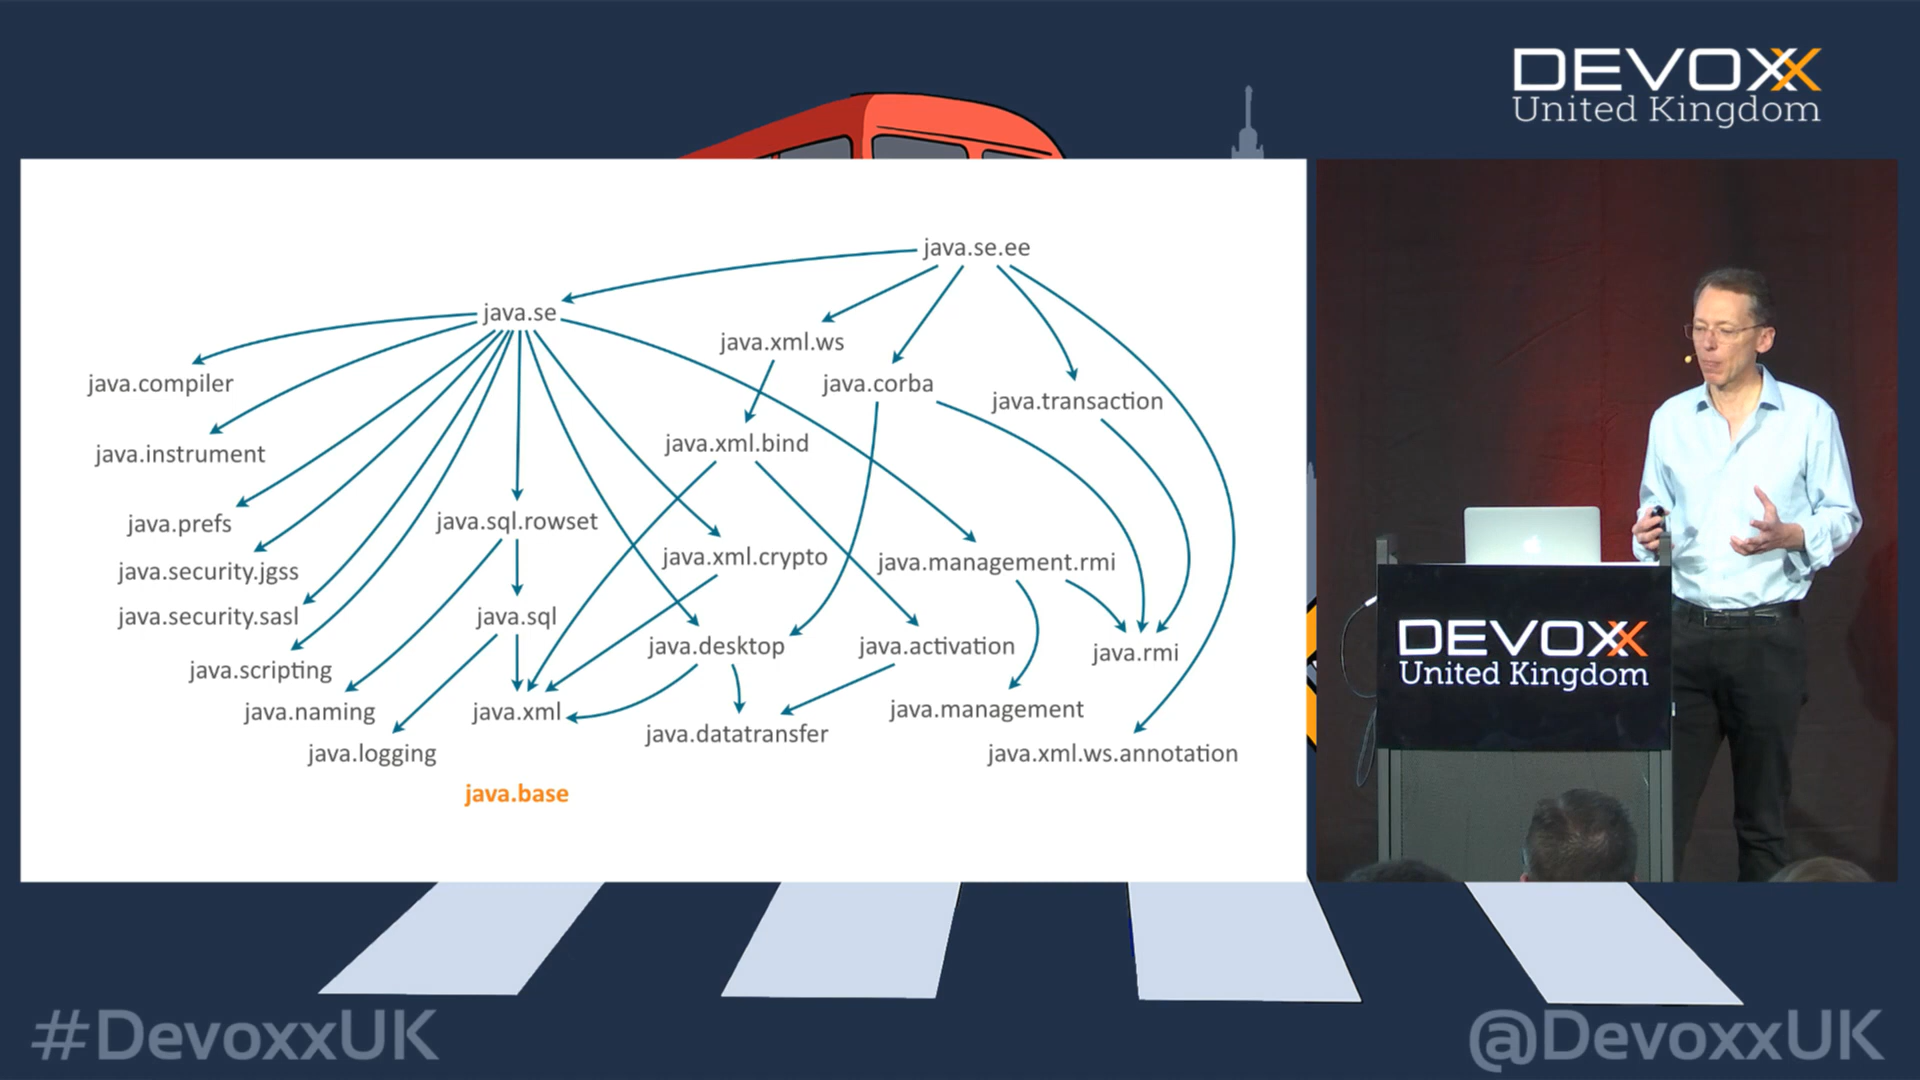 DEVOXX
United Kingdom
java.se.ee
java.se
java.xml.ws
java.compiler
java.corba
java.transaction
java.instrument
java.xml.bind
java.prefs
java.sql.rowset
java.xml.crypto
java.management.rmi
java.security.jgss
java.security.sasl
java.sql
java.desktop
java.activation
java.rmi
java.scripting
java.naming
java.xml
java.management
java.datatransfer
java.logging
java.xml.ws.annotation
java.base
DEVOXX
United Kingdom
#DevoxxUK
@DevoxxUK